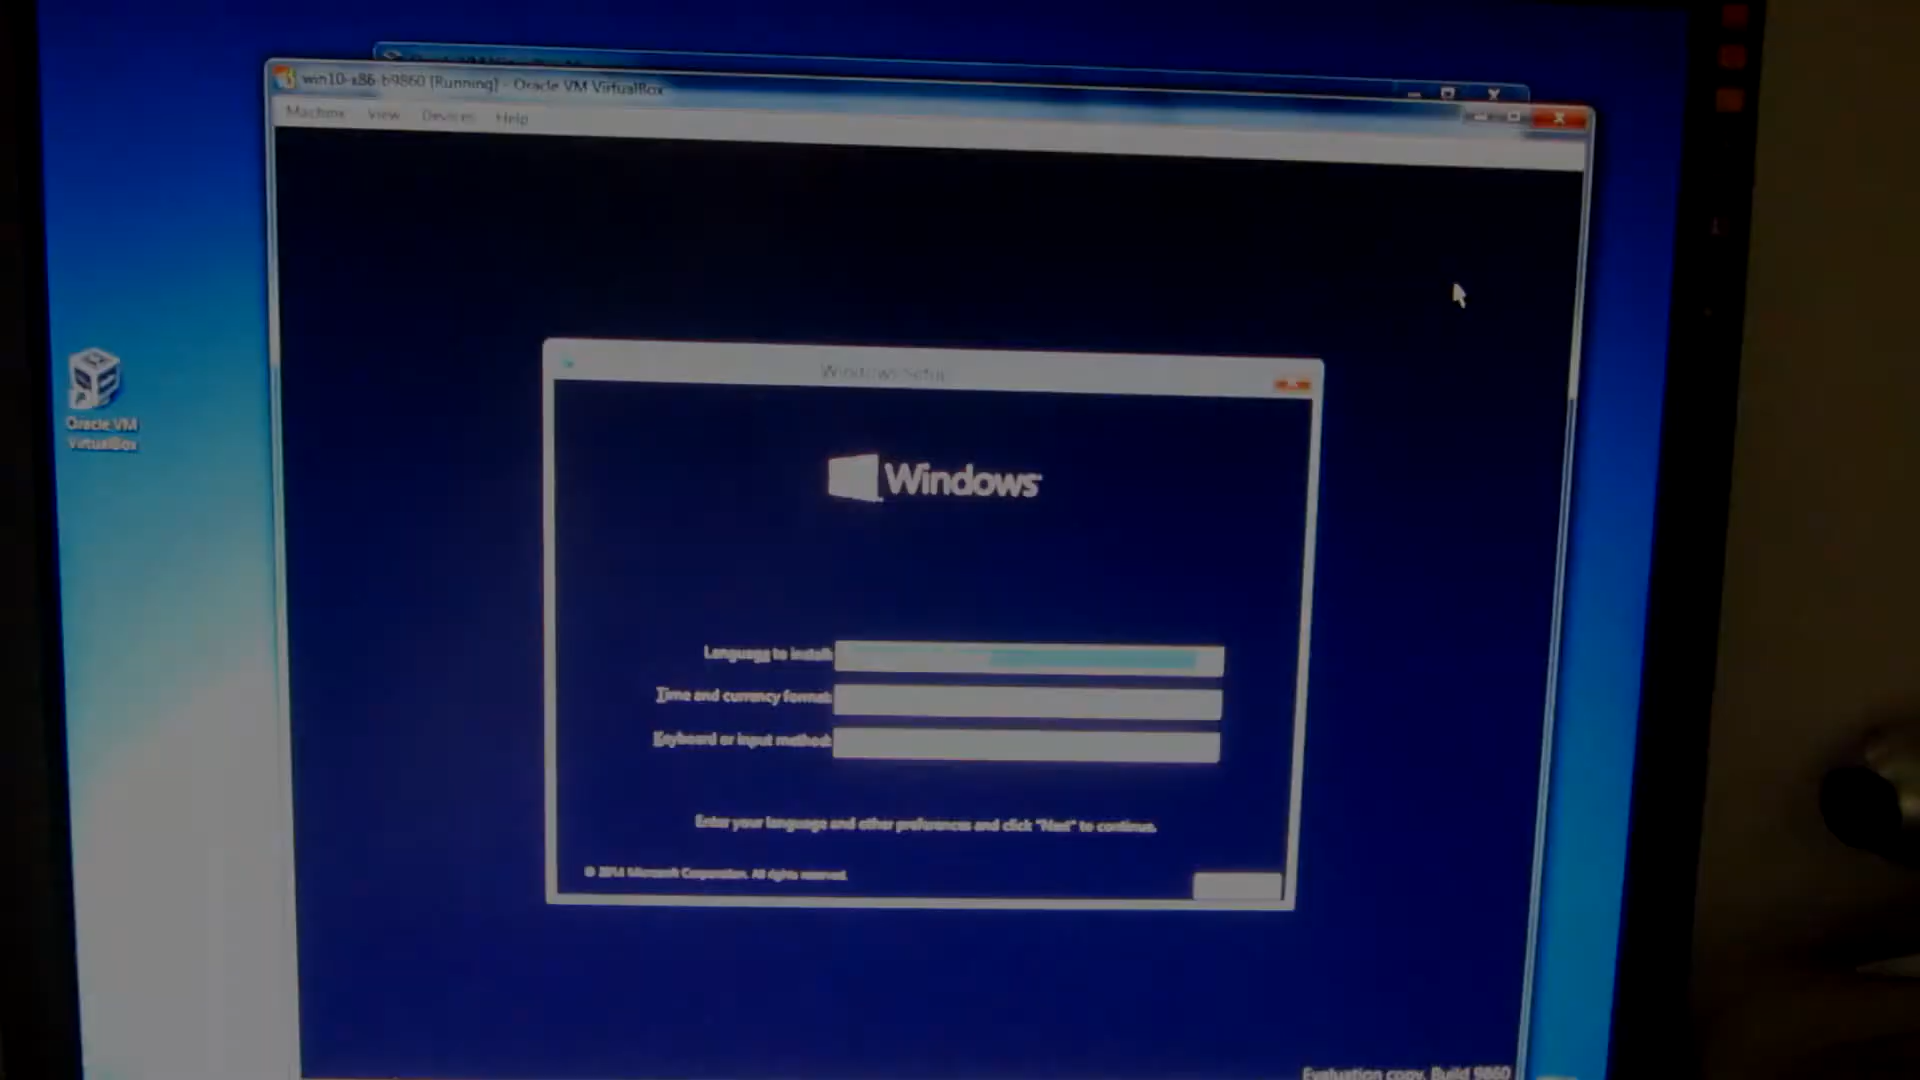 win10-x86-b9860 [Running] - Oracle VM VirtualBox
Machine View Devices Help
Oracle VM
VirtualBox
Windows Setup
Windows
Language to install:
Time and currency format:
Keyboard or input method:
Enter your language and other preferences and click "Next" to continue.
© 2014 Microsoft Corporation. All rights reserved.
Evaluation copy. Build 9860